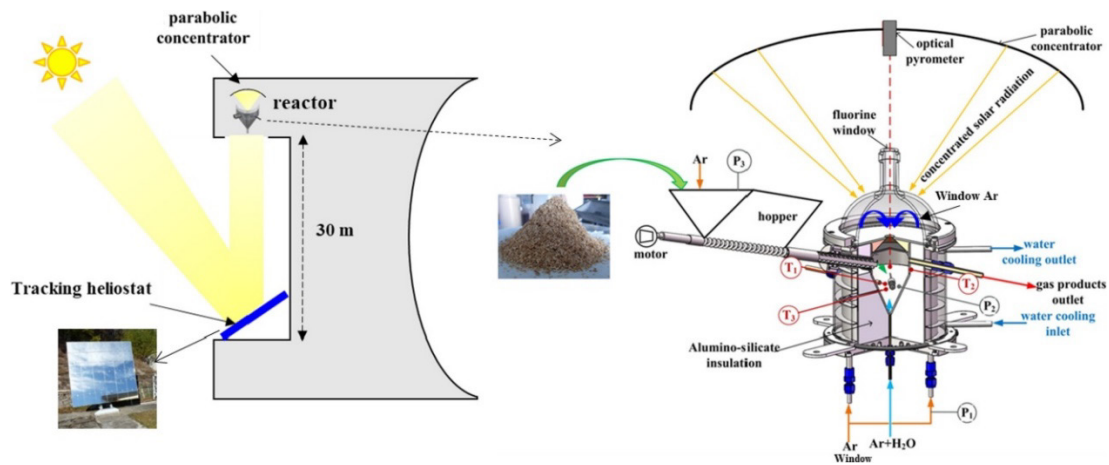 parabolic
concentrator
reactor
30 m
Tracking heliostat
parabolic
concentrator
optical
pyrometer
concentrated solar radiation
fluorine
window
Ar
P3
hopper
Window Ar
motor
water
cooling outlet
T1
T2
gas products
outlet
P2
T3
water cooling
inlet
Alumino-silicate
insulation
P1
Ar
Window
Ar+H2O